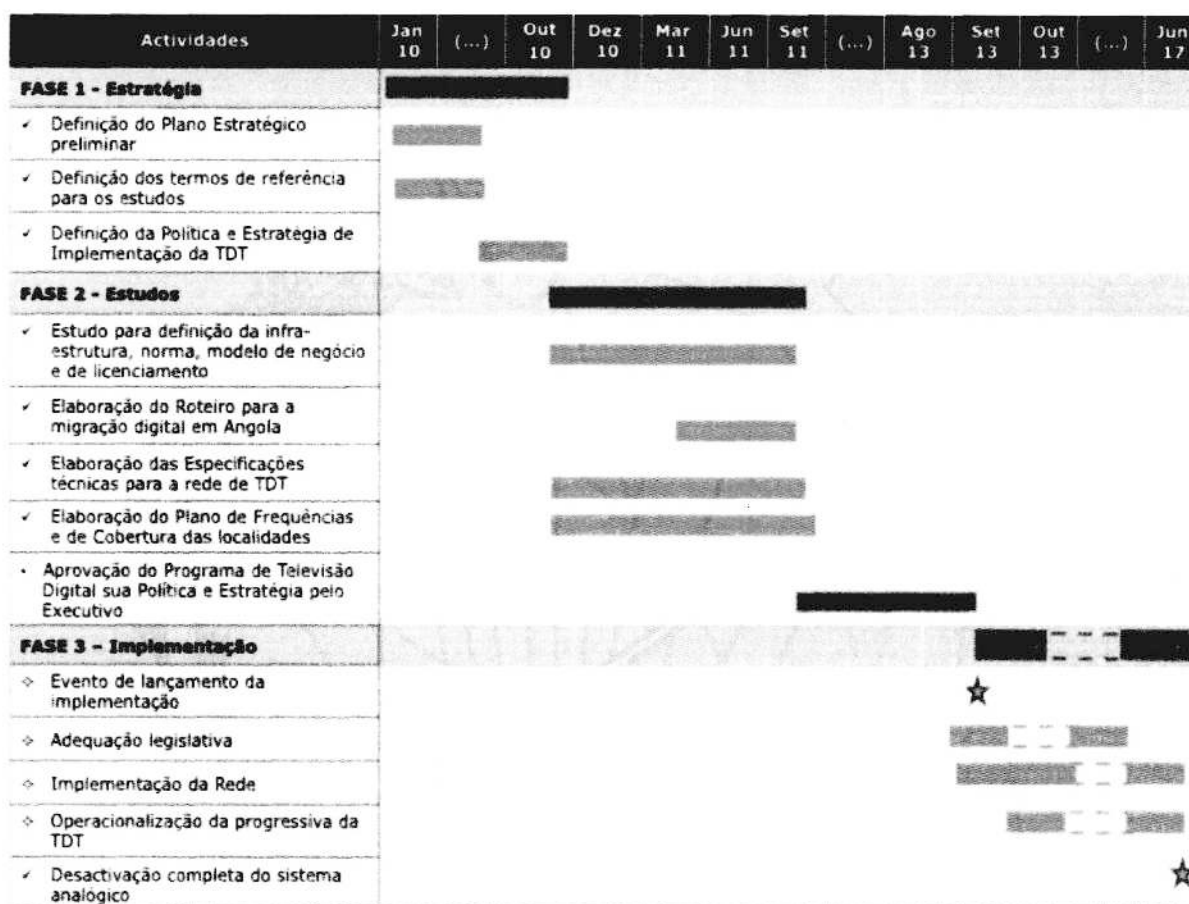 Actividades
Jan 10
(...)
Out 10
Dez 10
Mar 11
Jun 11
Set 11
(...)
Ago 13
Set 13
Out 13
(...)
Jun 17
FASE 1 - Estratégia
✓ Definição do Plano Estratégico
preliminar
✓ Definição dos termos de referência
para os estudos
✓ Definição da Política e Estratégia de
Implementação da TDT
FASE 2 - Estudos
✓ Estudo para definição da infra-
estrutura, norma, modelo de negócio
e de licenciamento
✓ Elaboração do Roteiro para a
migração digital em Angola
✓ Elaboração das Especificações
técnicas para a rede de TDT
✓ Elaboração do Plano de Frequências
e de Cobertura das localidades
• Aprovação do Programa de Televisão
Digital sua Política e Estratégia pelo
Executivo
FASE 3 - Implementação
❖ Evento de lançamento da
implementação
❖ Adequação legislativa
❖ Implementação da Rede
❖ Operacionalização da progressiva da
TDT
✓ Desactivação completa do sistema
analógico